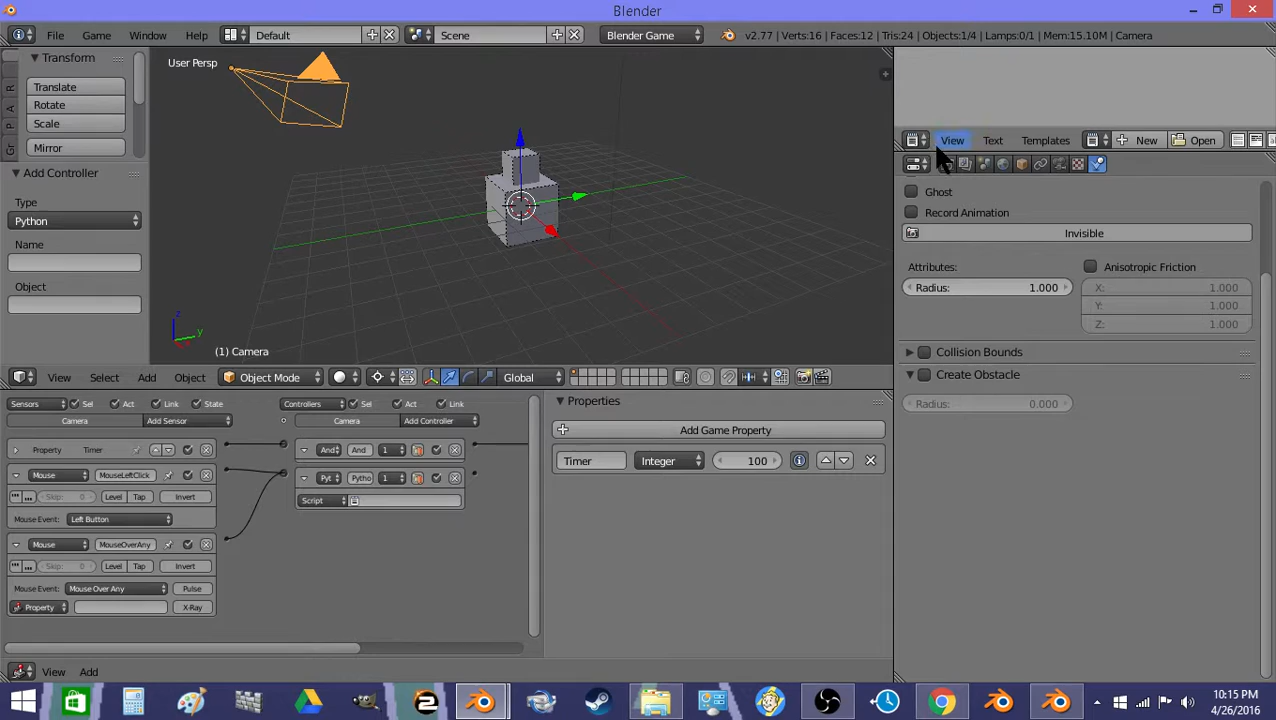 Blender
File Game Window Help Default Scene Blender Game v2.77 | Verts:16 | Faces:12 | Tris:24 | Objects:1/4 | Lamps:0/1 | Mem:15.10M | Camera
Transform
Translate
Rotate
Scale
Mirror
Add Controller
Type
Python
Name
Object
R
A
P
Gr
User Persp
z
y
(1) Camera
View Select Add Object Object Mode Global
View Text Templates New Open
Ghost
Record Animation
Invisible
Attributes: Anisotropic Friction
Radius: 1.000 X: 1.000
Y: 1.000
Z: 1.000
Collision Bounds
Create Obstacle
Radius: 0.000
Sensors Sel Act Link State Controllers Sel Act Link
Camera Add Sensor Camera Add Controller
Property Timer And And 1
Mouse MouseLeftClick Pyt Pytho 1
Skip: 0 Level Tap Invert Script
Mouse Event: Left Button
Mouse MouseOverAny
Skip: 0 Level Tap Invert
Mouse Event: Mouse Over Any Pulse
Property X-Ray
View Add
Properties
Add Game Property
Timer Integer 100
10:15 PM
4/26/2016